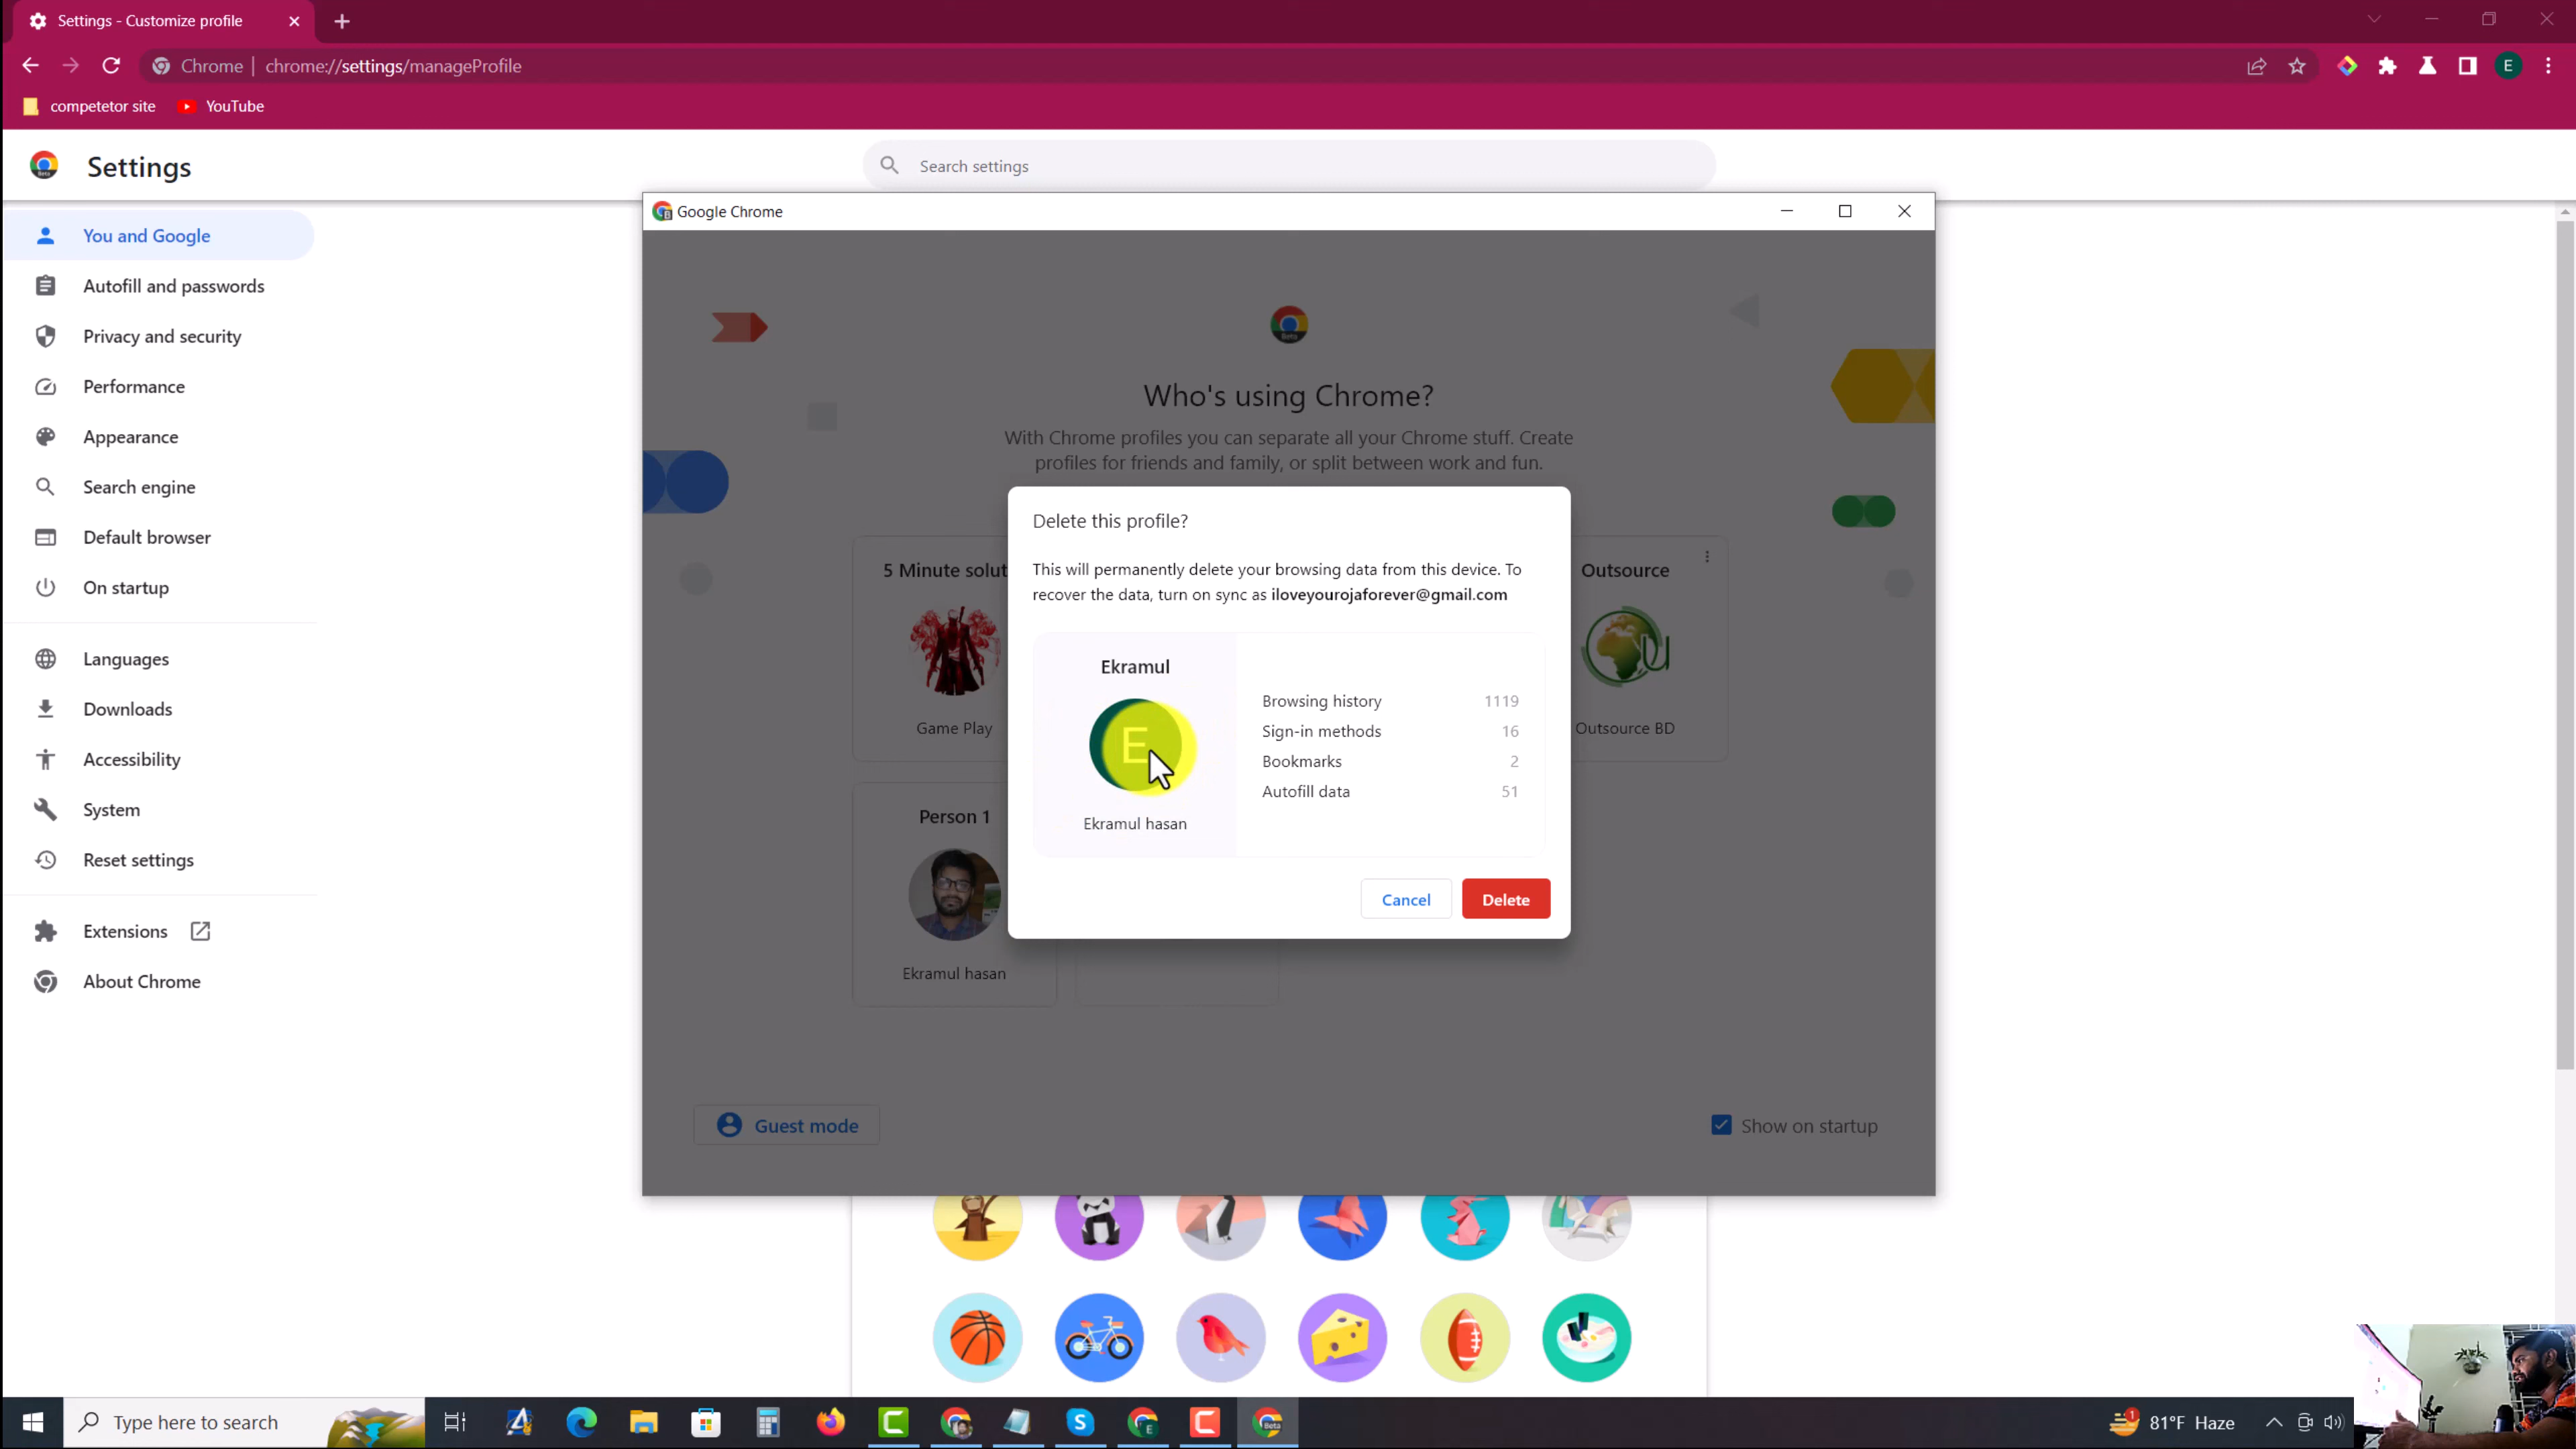 Settings - Customize profile
Chrome | chrome://settings/manageProfile
E
competetor site
YouTube
Settings
Search settings
You and Google
Autofill and passwords
Privacy and security
Performance
Appearance
Search engine
Default browser
On startup
Languages
Downloads
Accessibility
System
Reset settings
Extensions
About Chrome
Google Chrome
Beta
Who's using Chrome?
With Chrome profiles you can separate all your Chrome stuff. Create
profiles for friends and family, or split between work and fun.
5 Minute solut
Game Play
Outsource
Outsource BD
Person 1
Ekramul hasan
Delete this profile?
This will permanently delete your browsing data from this device. To
recover the data, turn on sync as iloveyourojaforever@gmail.com
Ekramul
E
Ekramul hasan
Browsing history 1119
Sign-in methods 16
Bookmarks 2
Autofill data 51
Cancel
Delete
Guest mode
Show on startup
Type here to search
1
81°F Haze